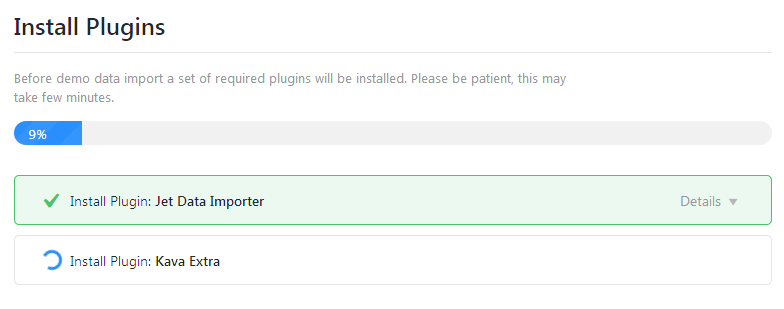 Install Plugins
Before demo data import a set of required plugins will be installed. Please be patient, this may
take few minutes.
9%
Install Plugin: Jet Data Importer Details
Install Plugin: Kava Extra